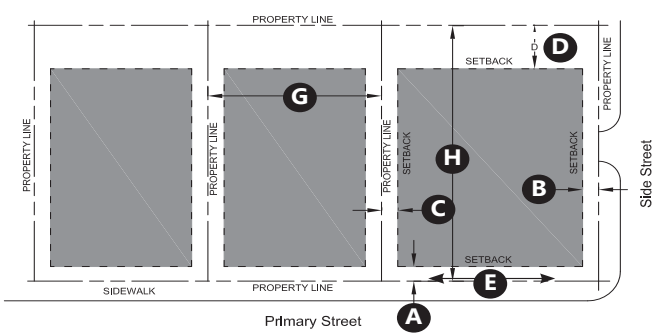 PROPERTY LINE
D
D
SETBACK
PROPERTY LINE
G
PROPERTY LINE
PROPERTY LINE
PROPERTY LINE
SETBACK
H
SETBACK
B
Side Street
C
SETBACK
E
SIDEWALK
PROPERTY LINE
A
Primary Street